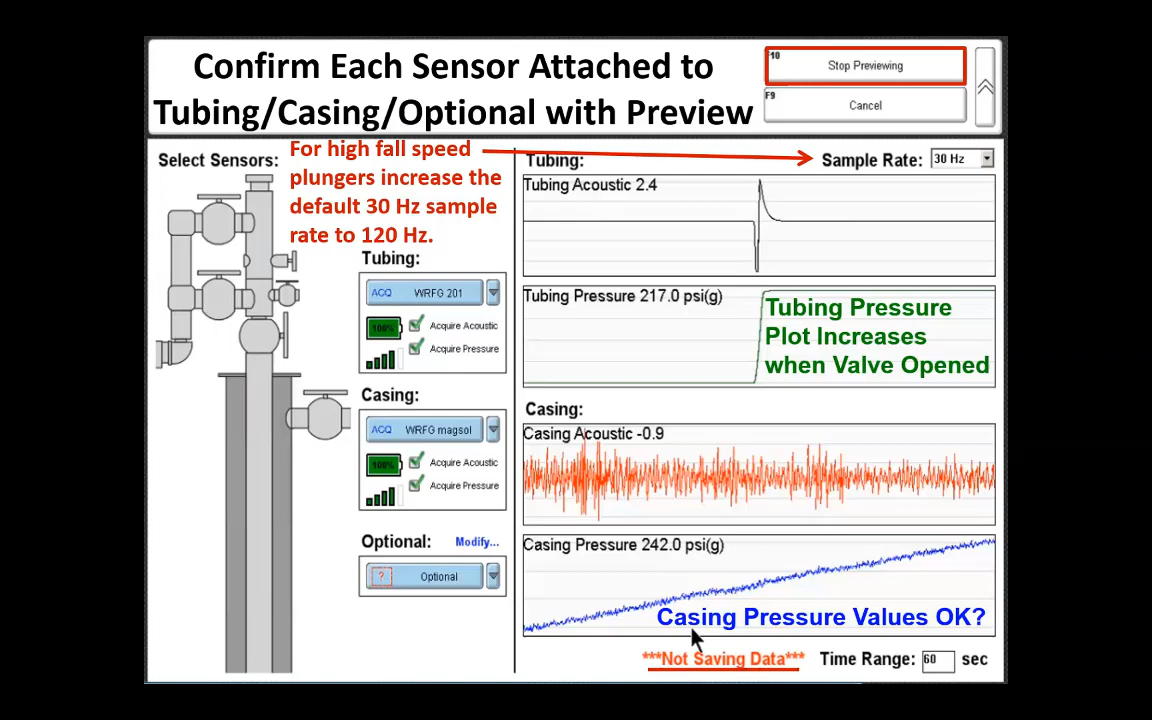 Confirm Each Sensor Attached to
Tubing/Casing/Optional with Preview
F10
Stop Previewing
F9
Cancel
Select Sensors:
For high fall speed
plungers increase the
default 30 Hz sample
rate to 120 Hz.
Tubing:
ACQ WRFG 201
100%
Acquire Acoustic
Acquire Pressure
Casing:
ACQ WRFG magsol
100%
Acquire Acoustic
Acquire Pressure
Optional: Modify...
? Optional
Tubing:
Sample Rate: 30 Hz
Tubing Acoustic 2.4
Tubing Pressure 217.0 psi(g)
Tubing Pressure
Plot Increases
when Valve Opened
Casing:
Casing Acoustic -0.9
Casing Pressure 242.0 psi(g)
Casing Pressure Values OK?
***Not Saving Data***
Time Range: 60 sec